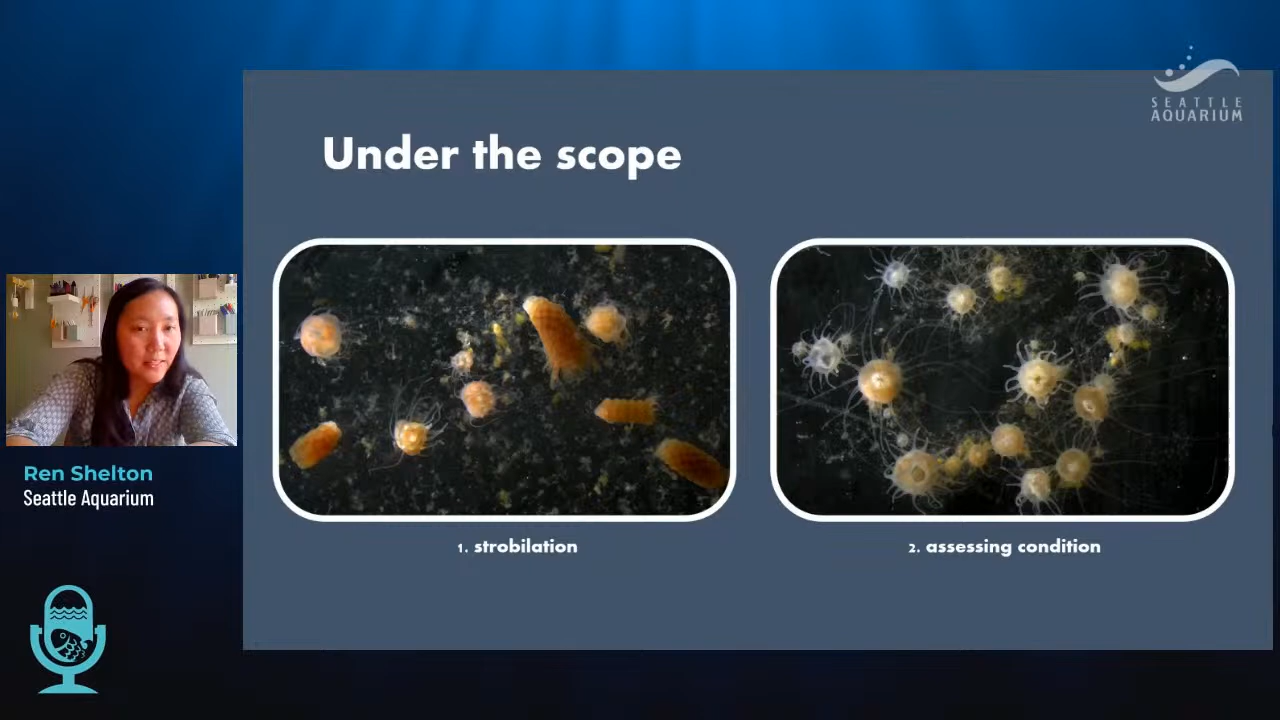 SEATTLE
AQUARIUM
Under the scope
1. strobilation
2. assessing condition
Ren Shelton
Seattle Aquarium